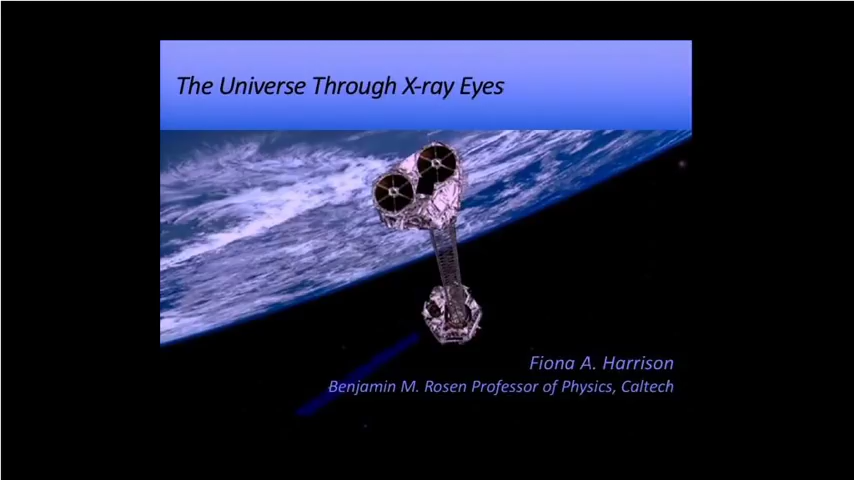 The Universe Through X-ray Eyes
Fiona A. Harrison
Benjamin M. Rosen Professor of Physics, Caltech